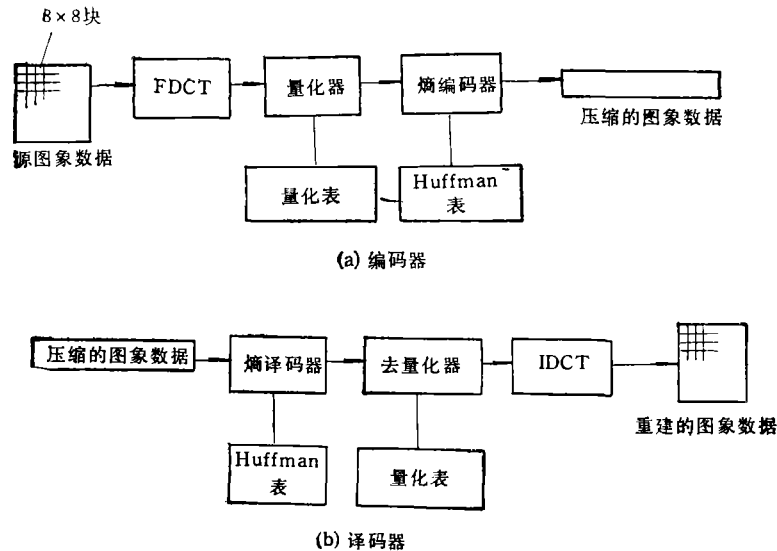 8×8块
FDCT
量化器
熵编码器
压缩的图象数据
源图象数据
量化表
Huffman
表
(a) 编码器
压缩的图象数据
熵译码器
去量化器
IDCT
重建的图象数据
Huffman
表
量化表
(b) 译码器